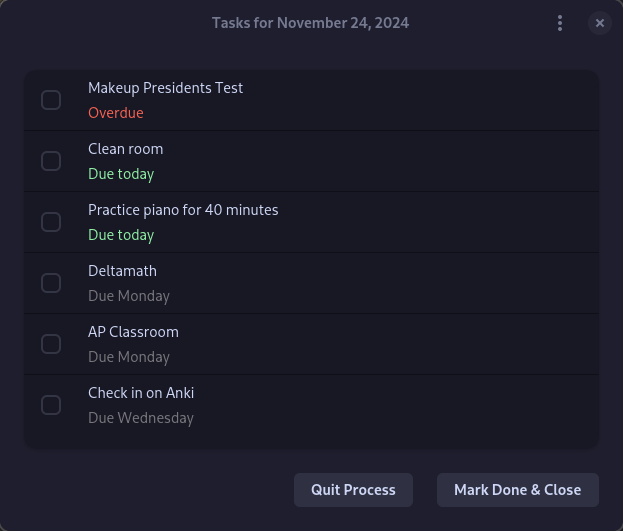 Tasks for November 24, 2024
Makeup Presidents Test
Overdue
Clean room
Due today
Practice piano for 40 minutes
Due today
Deltamath
Due Monday
AP Classroom
Due Monday
Check in on Anki
Due Wednesday
Quit Process
Mark Done & Close